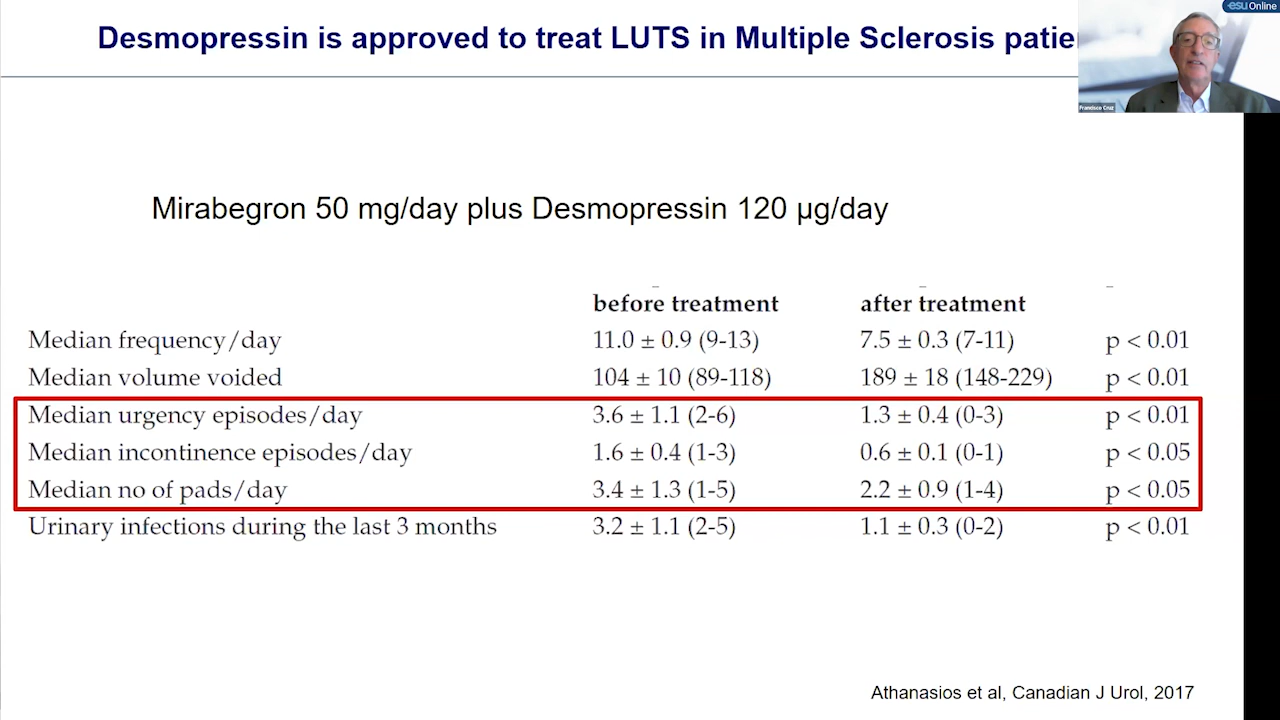 esu Online
Desmopressin is approved to treat LUTS in Multiple Sclerosis
Francisco Cruz
Mirabegron 50 mg/day plus Desmopressin 120 µg/day
before treatment after treatment
Median frequency/day 11.0 ± 0.9 (9-13) 7.5 ± 0.3 (7-11) p < 0.01
Median volume voided 104 ± 10 (89-118) 189 ± 18 (148-229) p < 0.01
Median urgency episodes/day 3.6 ± 1.1 (2-6) 1.3 ± 0.4 (0-3) p < 0.01
Median incontinence episodes/day 1.6 ± 0.4 (1-3) 0.6 ± 0.1 (0-1) p < 0.05
Median no of pads/day 3.4 ± 1.3 (1-5) 2.2 ± 0.9 (1-4) p < 0.05
Urinary infections during the last 3 months 3.2 ± 1.1 (2-5) 1.1 ± 0.3 (0-2) p < 0.01
Athanasios et al, Canadian J Urol, 2017